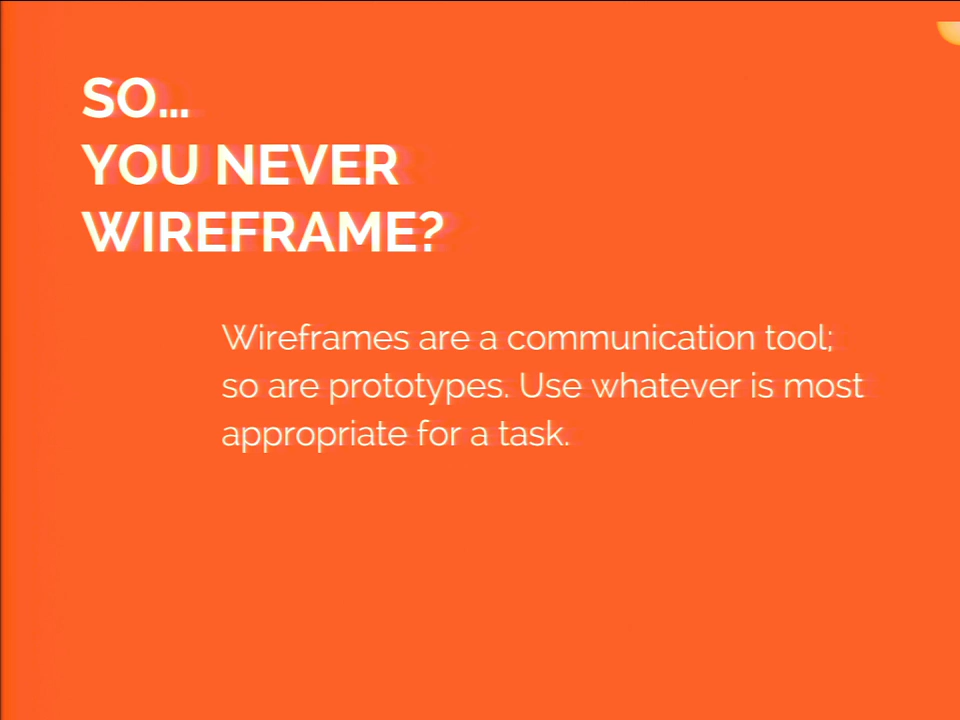 SO...
YOU NEVER
WIREFRAME?
Wireframes are a communication tool;
so are prototypes. Use whatever is most
appropriate for a task.